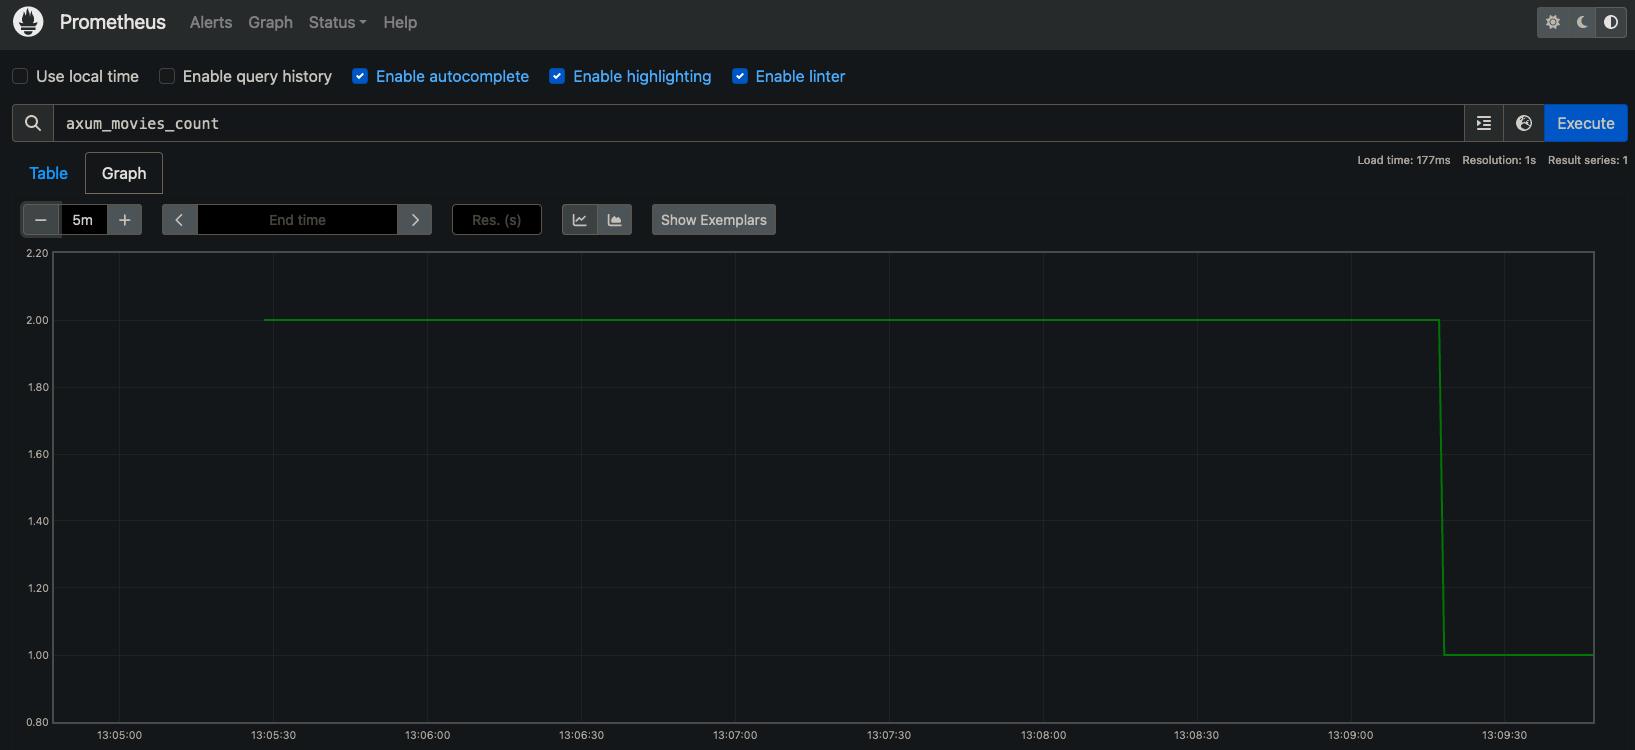 Prometheus Alerts Graph Status Help
Use local time Enable query history Enable autocomplete Enable highlighting Enable linter
axum_movies_count Execute
Load time: 177ms Resolution: 1s Result series: 1
Table Graph
5m End time Res. (s) Show Exemplars
2.20
2.00
1.80
1.60
1.40
1.20
1.00
0.80
13:05:00 13:05:30 13:06:00 13:06:30 13:07:00 13:07:30 13:08:00 13:08:30 13:09:00 13:09:30